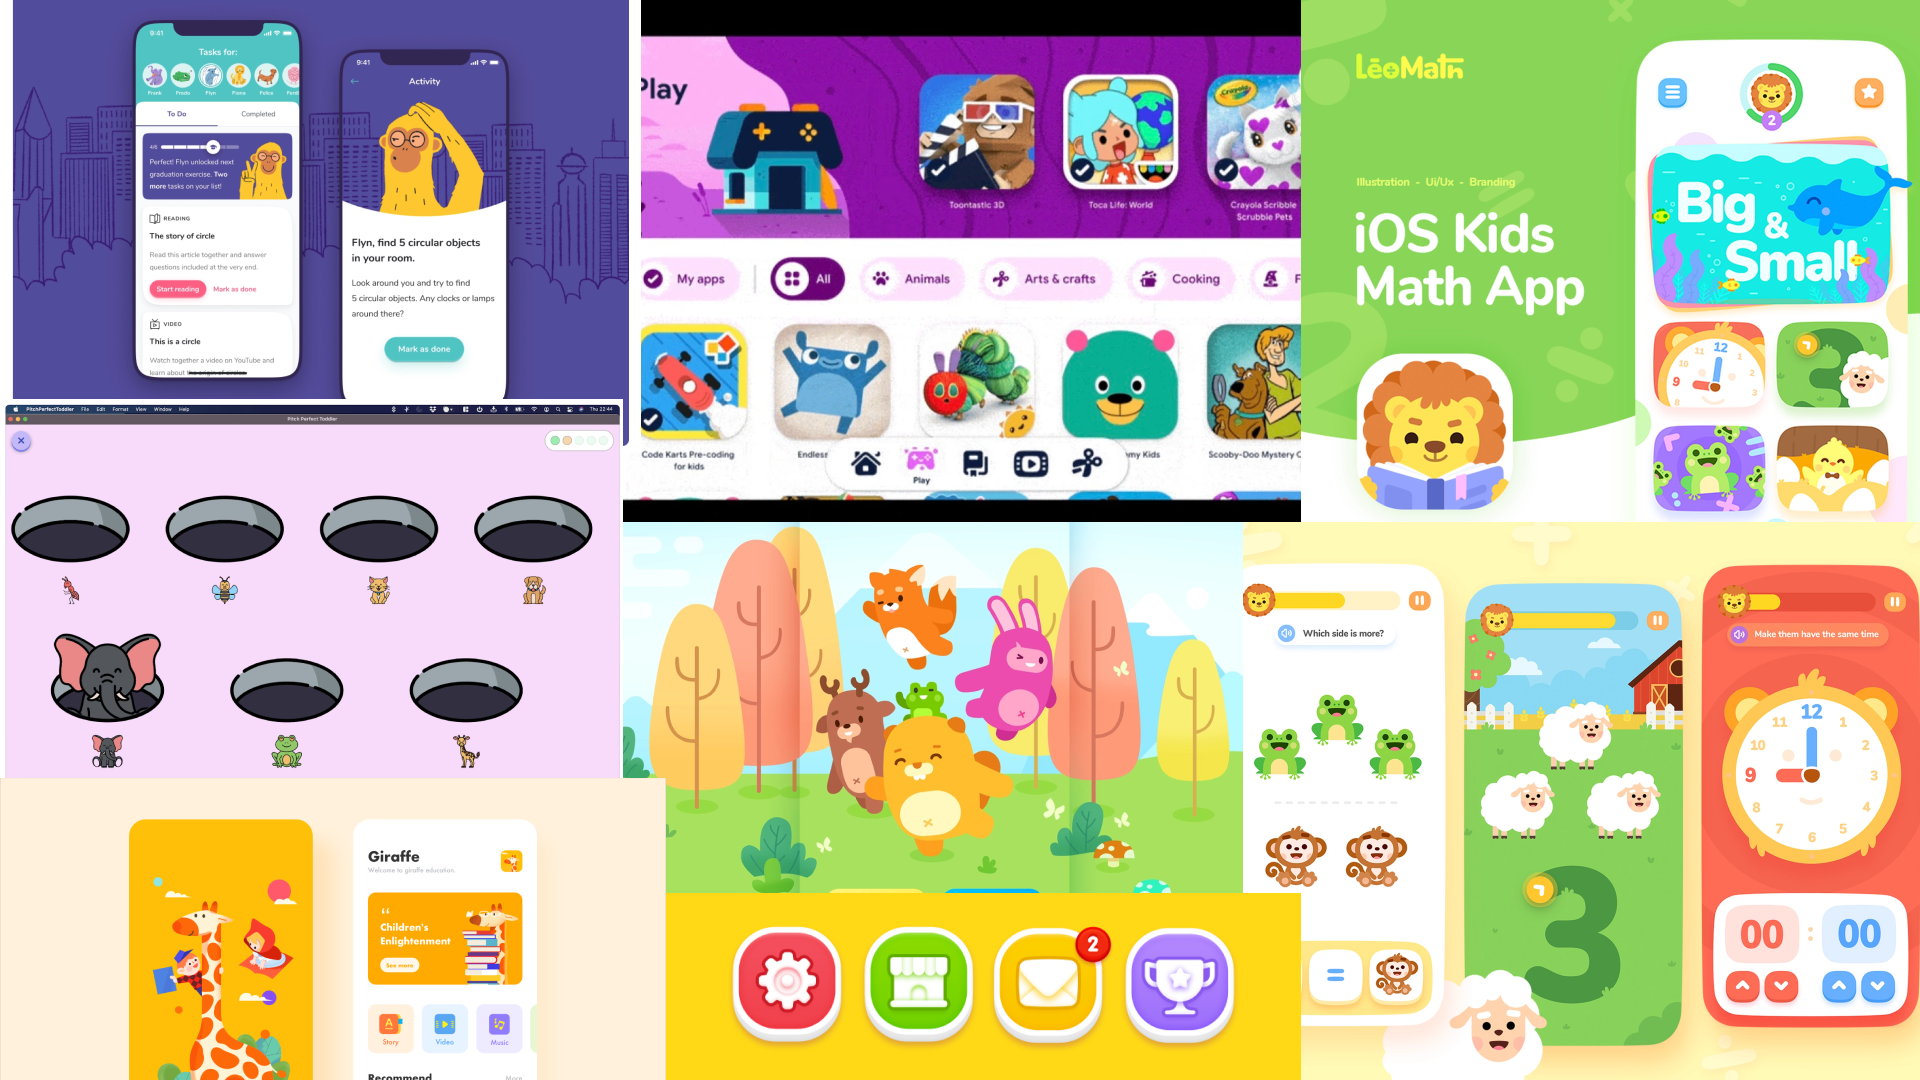 9:41
Tasks for:
Frank
Fredo
Flyn
Fiona
Felco
To Do
Completed
4/5
Perfect! Flyn unlocked next
graduation exercise. Two
more tasks on your list!
READING
The story of circle
Read this article together and answer
questions included at the very end.
Start reading
Mark as done
VIDEO
This is a circle
Watch together a video on YouTube and
learn about the origin of circles.
9:41
Activity
Flyn, find 5 circular objects
in your room.
Look around you and try to find
5 circular objects. Any clocks or lamps
around there?
Mark as done
Play
Toontastic 3D
Toca Life: World
Crayola
Crayola Scribble
Scrubble Pets
My apps
All
Animals
Arts & crafts
Cooking
F
Code Karts Pre-coding
for kids
Endless
my Kids
Scooby-Doo Mystery C
Play
LēoMath
Illustration - Ui/Ux - Branding
iOS Kids
Math App
2
Big
&
Small
12
1
2
3
8
9
10
11
2
PitchPerfectToddler File Edit Format View Window Help
Thu 22:44
Pitch Perfect Toddler
Giraffe
Welcome to giraffe education.
“
Children's
Enlightenment
See more
A
Story
Video
Music
Recommend
More
2
Which side is more?
=
3
Make them have the same time
12
1
2
3
4
5
6
7
8
9
10
11
00 : 00